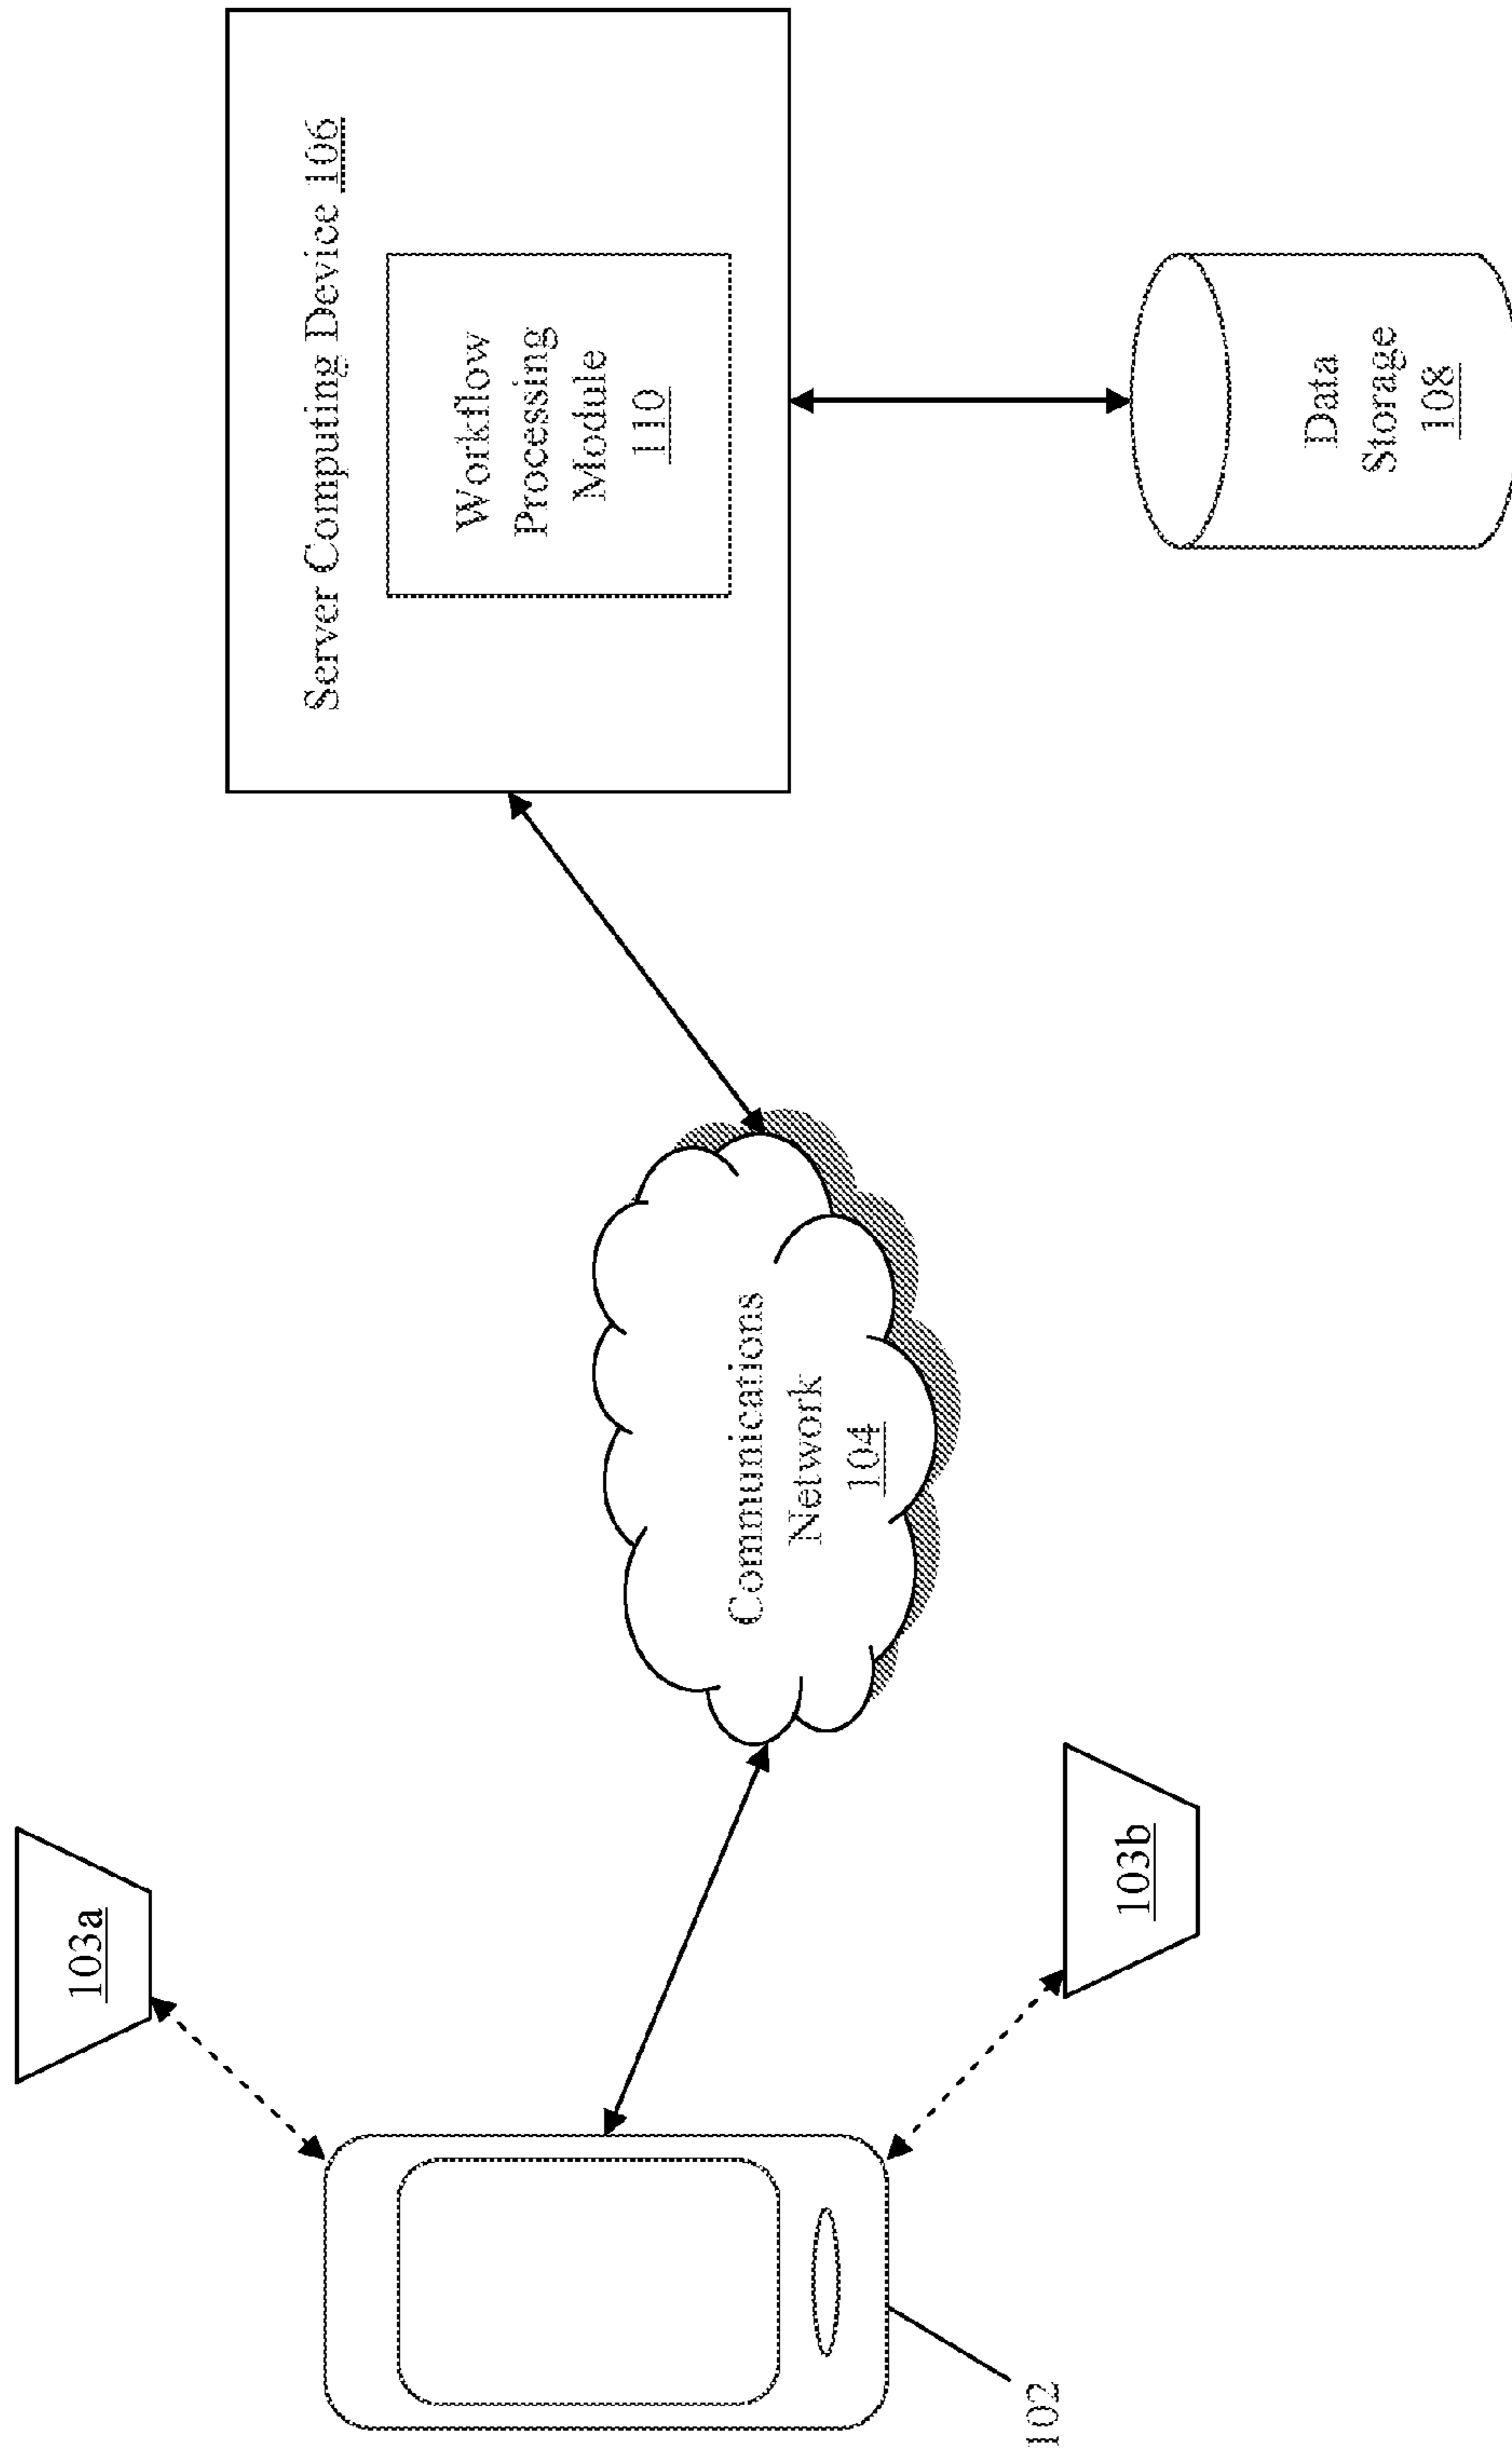 103a
102
103b
Communications
Network
104
Server Computing Device 106
Workflow
Processing
Module
110
Data
Storage
108